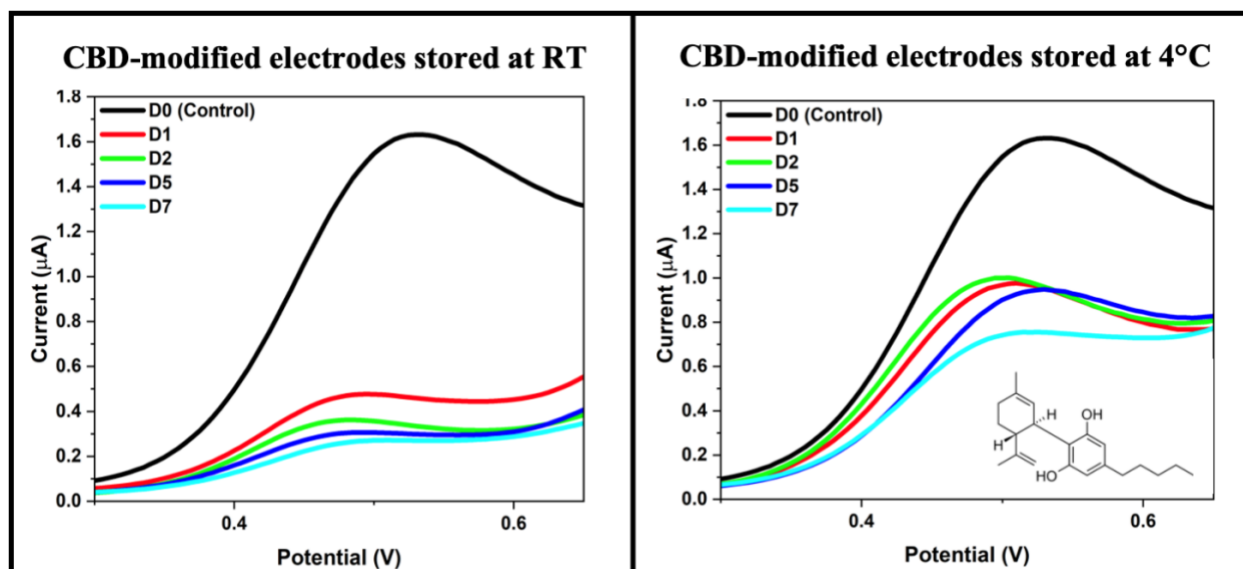 CBD-modified electrodes stored at RT
1.8
1.6
1.4
1.2
1.0
0.8
0.6
0.4
0.2
0.0
Current (μA)
D0 (Control)
D1
D2
D5
D7
0.4
0.6
Potential (V)
CBD-modified electrodes stored at 4°C
1.8
1.6
1.4
1.2
1.0
0.8
0.6
0.4
0.2
0.0
Current (μA)
D0 (Control)
D1
D2
D5
D7
H
H
OH
HO
0.4
0.6
Potential (V)